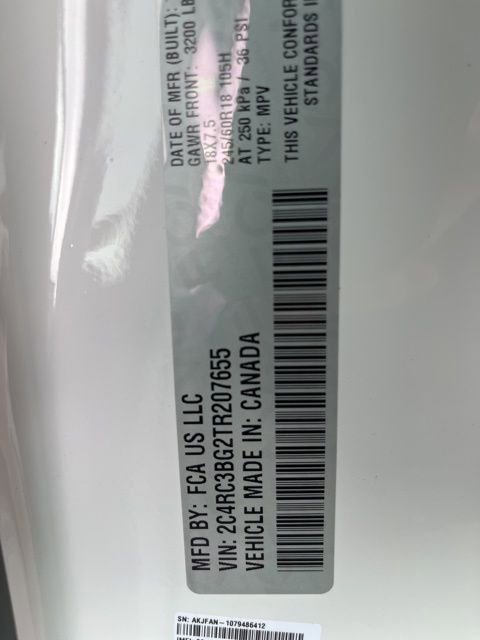 MFD BY: FCA US LLC
DATE OF MFR (BUILT):
GAWR FRONT: 3200 LB
18X7.5
245/60R18 105H
AT 250 kPa / 36 PSI
TYPE: MPV
THIS VEHICLE CONFOR
STANDARDS I
VIN: 2C4RC3BG2TR207655
VEHICLE MADE IN: CANADA
SN: AKJFAN-1079486412